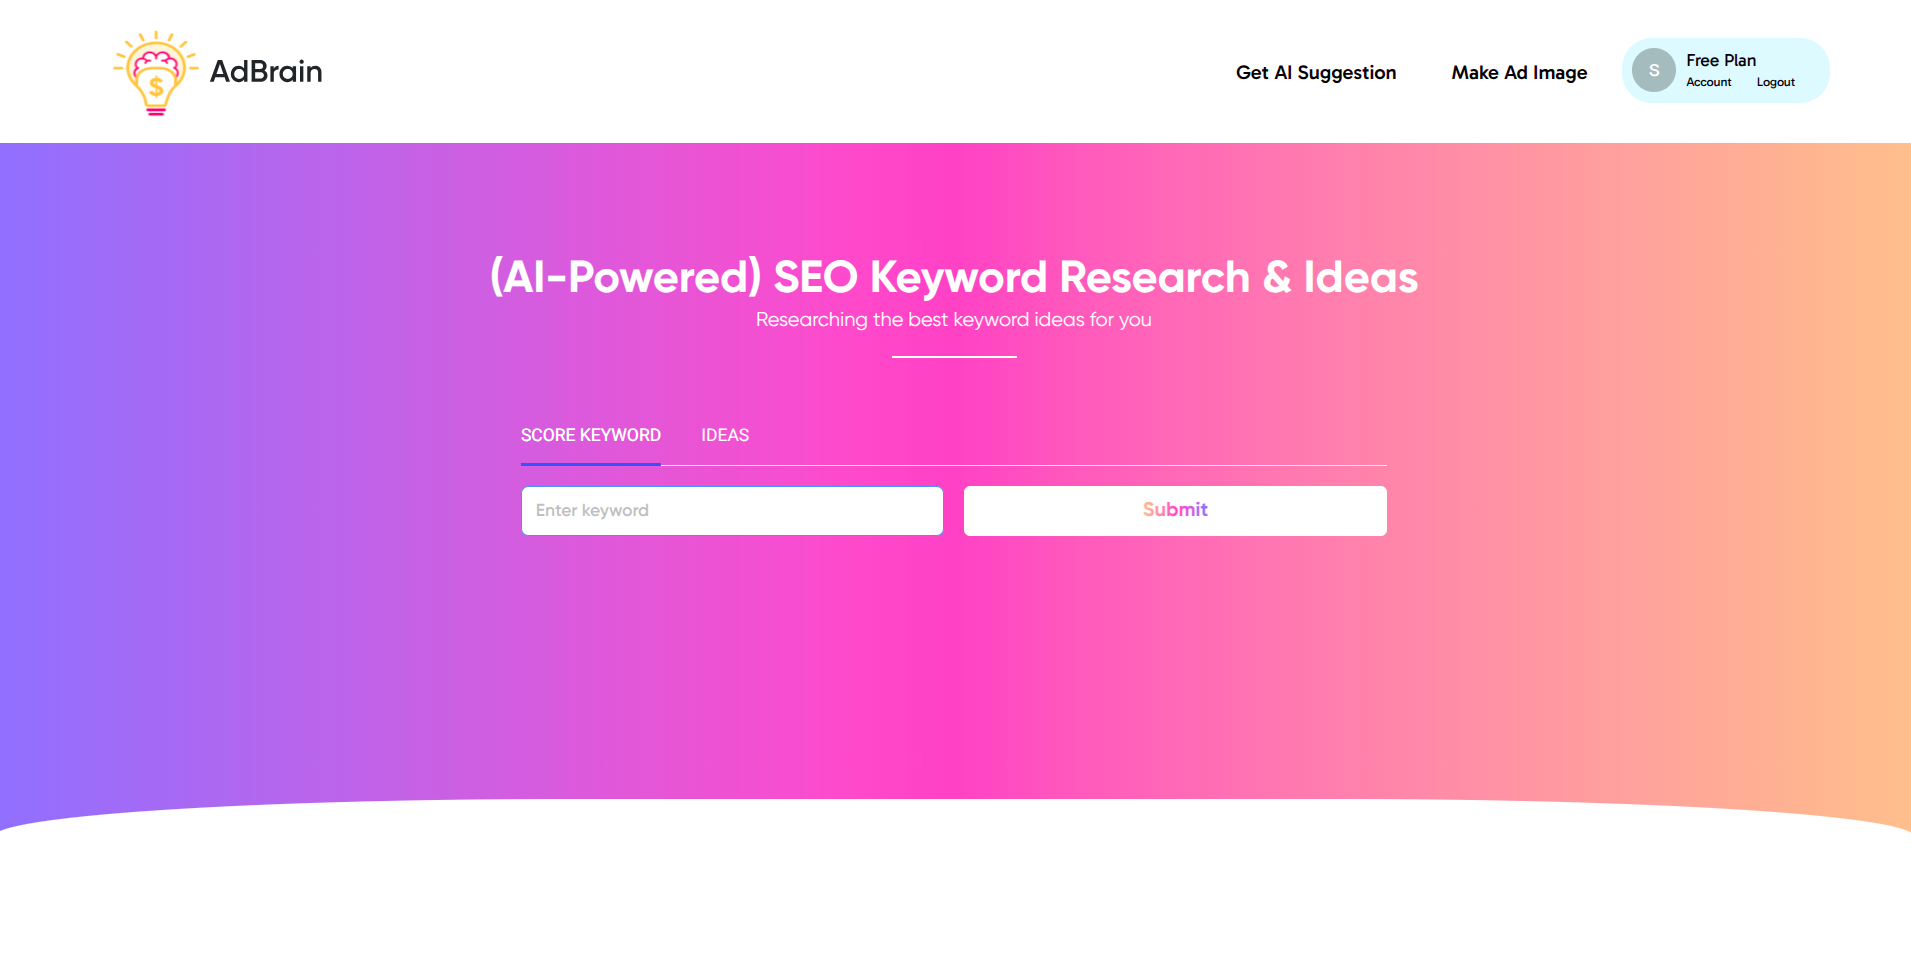 $
AdBrain
Get AI Suggestion
Make Ad Image
S
Free Plan
Account
Logout
(AI-Powered) SEO Keyword Research & Ideas
Researching the best keyword ideas for you
SCORE KEYWORD
IDEAS
Enter keyword
Submit